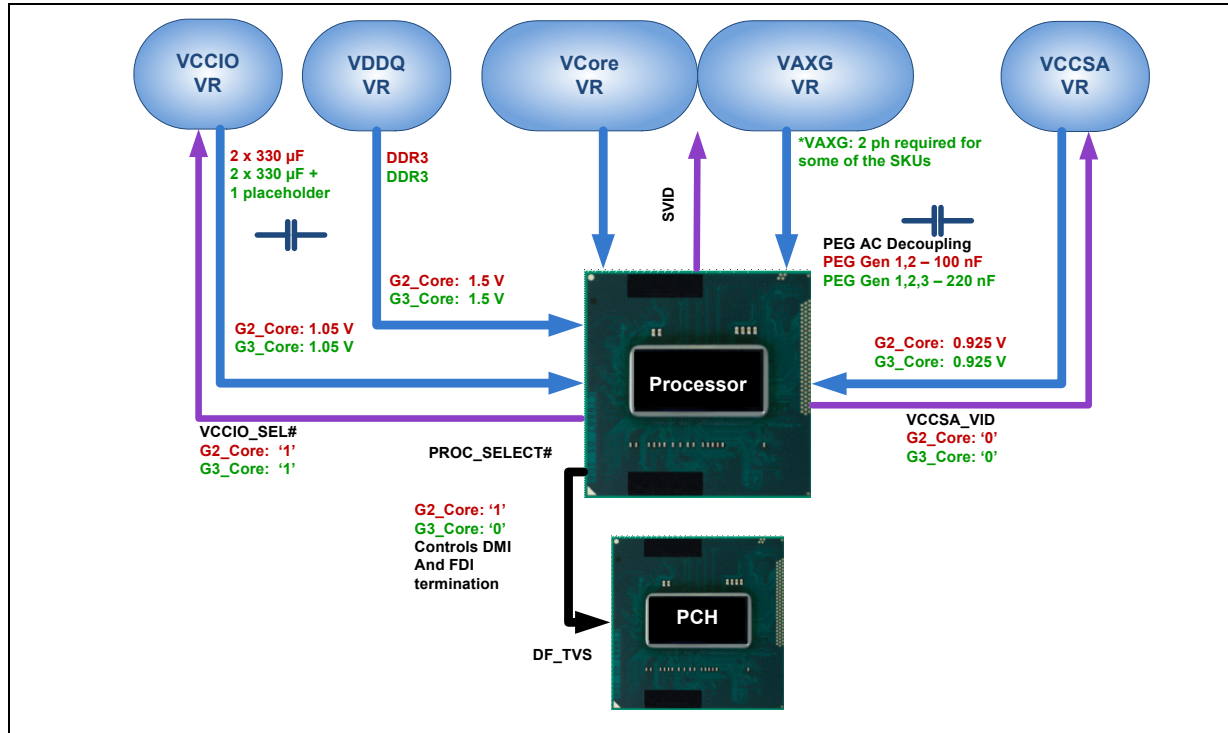 VCCIO
VR
VDDQ
VR
VCore
VR
VAXG
VR
VCCSA
VR
2 x 330 µF
2 x 330 µF +
1 placeholder
DDR3
DDR3
SVID
*VAXG: 2 ph required for
some of the SKUs
PEG AC Decoupling
PEG Gen 1,2 – 100 nF
PEG Gen 1,2,3 – 220 nF
G2_Core: 1.5 V
G3_Core: 1.5 V
G2_Core: 1.05 V
G3_Core: 1.05 V
G2_Core: 0.925 V
G3_Core: 0.925 V
Processor
VCCIO_SEL#
G2_Core: ‘1’
G3_Core: ‘1’
PROC_SELECT#
VCCSA_VID
G2_Core: ‘0’
G3_Core: ‘0’
G2_Core: ‘1’
G3_Core: ‘0’
Controls DMI
And FDI
termination
PCH
DF_TVS